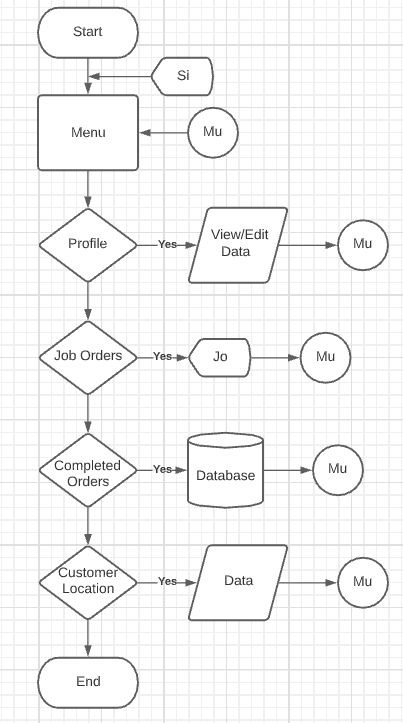 Start
Si
Menu
Mu
Profile
Yes
View/Edit
Data
Mu
Job Orders
Yes
Jo
Mu
Completed
Orders
Yes
Database
Mu
Customer
Location
Yes
Data
Mu
End